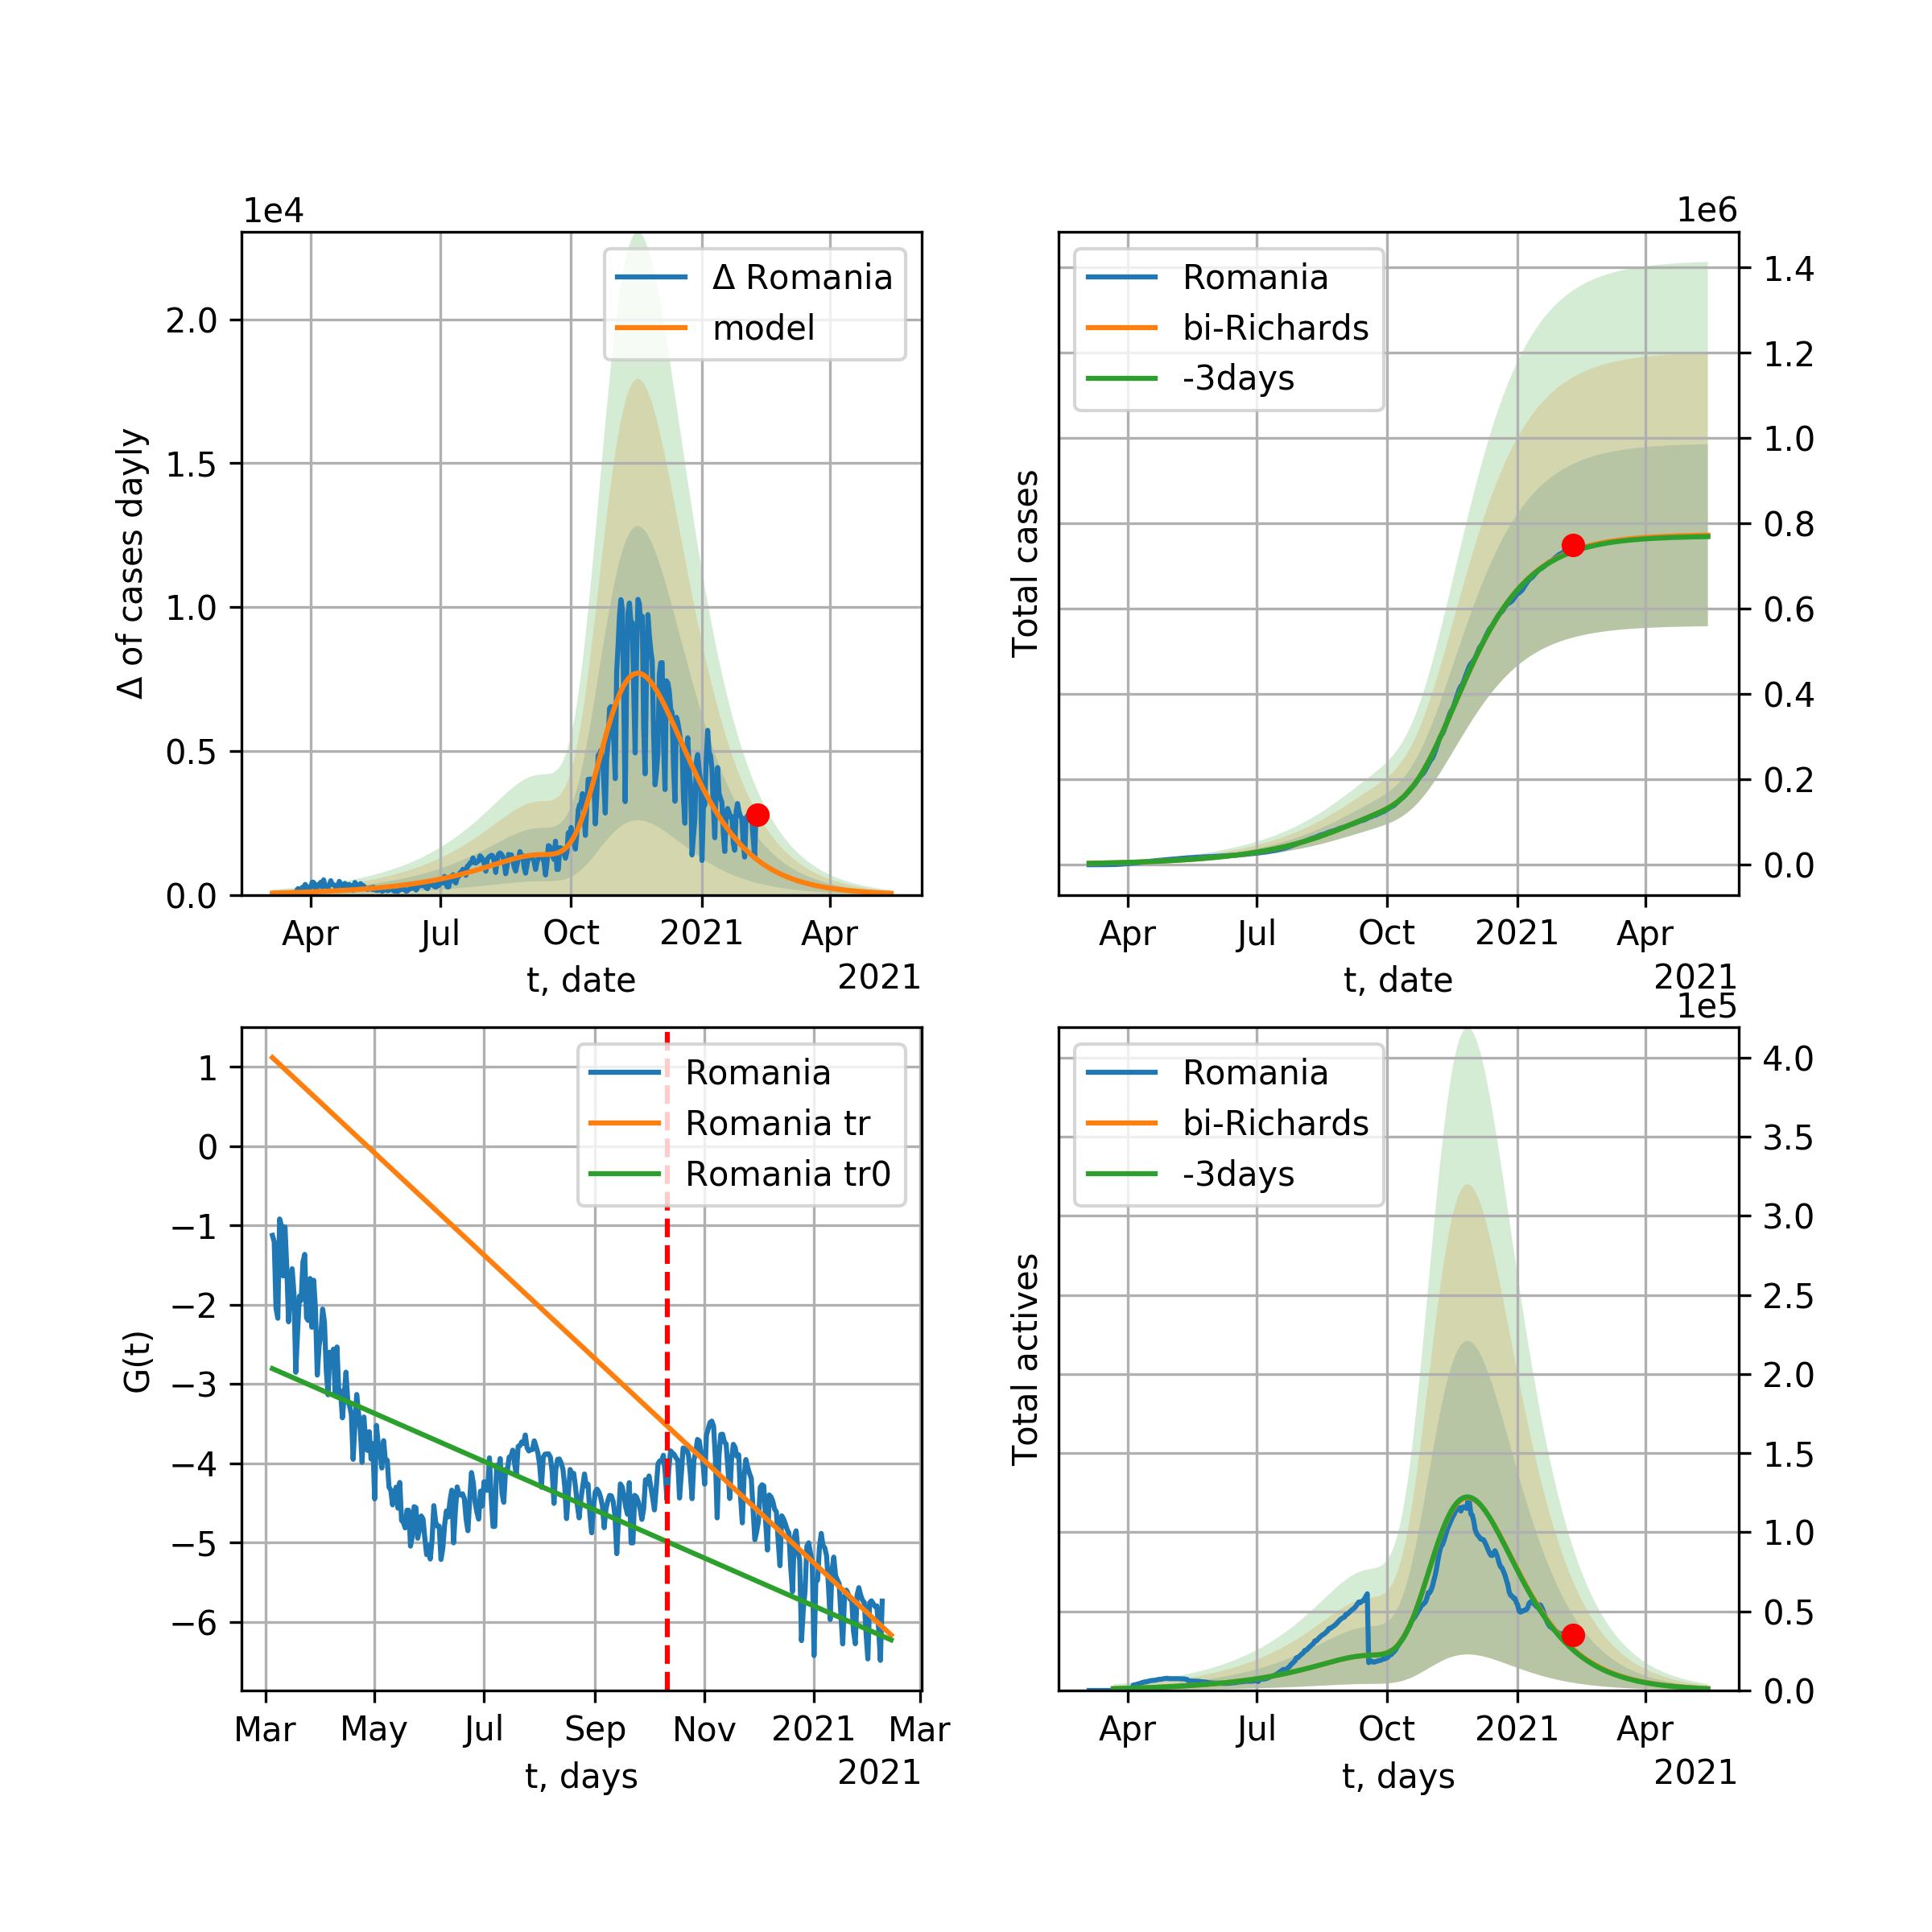 1e4
Δ of cases dayly
2.0
1.5
1.0
0.5
0.0
Δ Romania
model
Apr Jul Oct 2021 Apr
t, date
2021
1e6
Total cases
Romania
bi-Richards
-3days
1.4
1.2
1.0
0.8
0.6
0.4
0.2
0.0
Apr Jul Oct 2021 Apr
t, date
2021
G(t)
1
0
−1
−2
−3
−4
−5
−6
Romania
Romania tr
Romania tr0
Mar May Jul Sep Nov 2021 Mar
t, days
2021
1e5
Total actives
Romania
bi-Richards
-3days
4.0
3.5
3.0
2.5
2.0
1.5
1.0
0.5
0.0
Apr Jul Oct 2021 Apr
t, days
2021